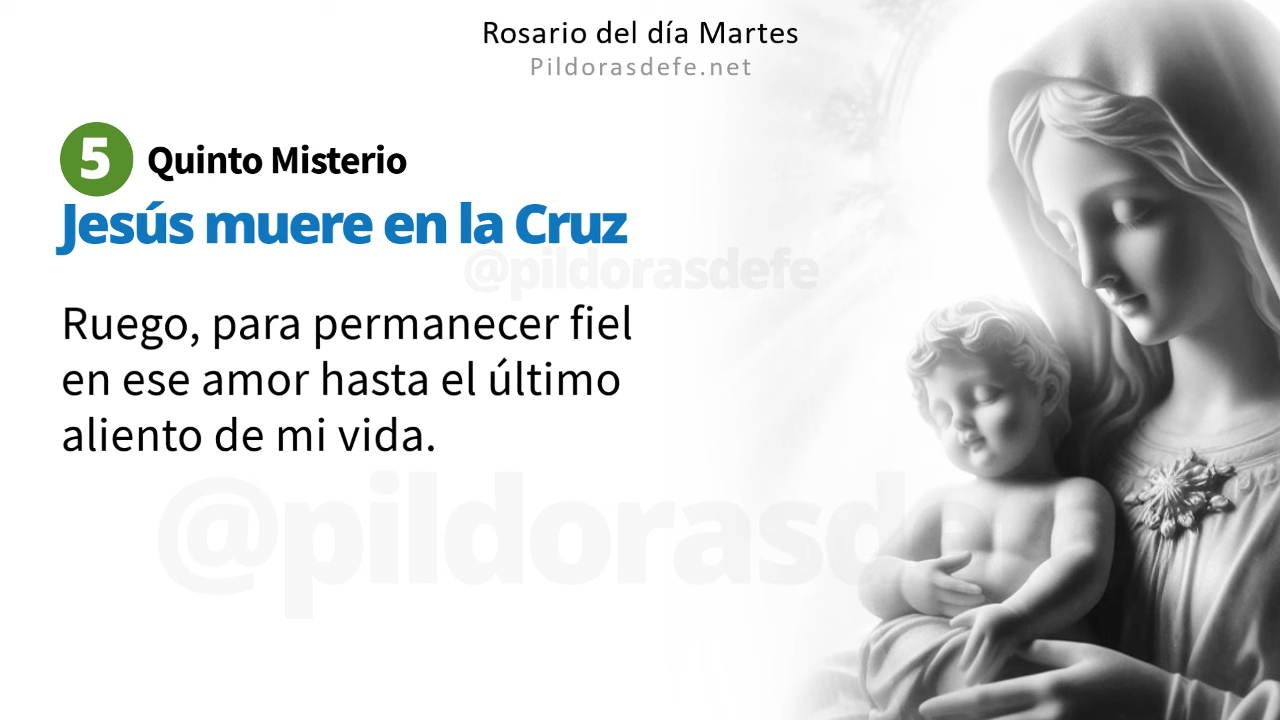 Rosario del día Martes
Pildorasdefe.net
5 Quinto Misterio
Jesús muere en la Cruz
@pildorasdefe
Ruego, para permanecer fiel
en ese amor hasta el último
aliento de mi vida.
@pildorasde